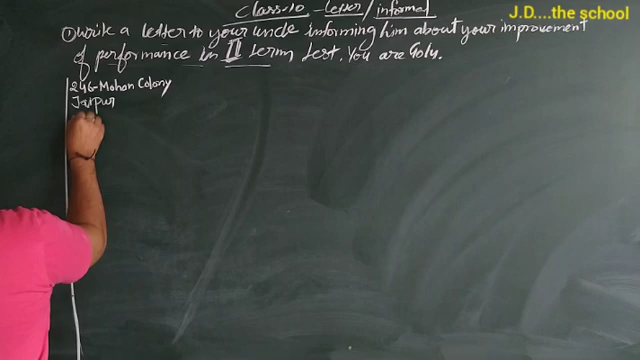 Class-10 - letter / informal
J.D....the school
① Write a letter to your uncle informing him about your improvement
of performance in II term test. You are Golu.
246-Mohan Colony
Jaipur